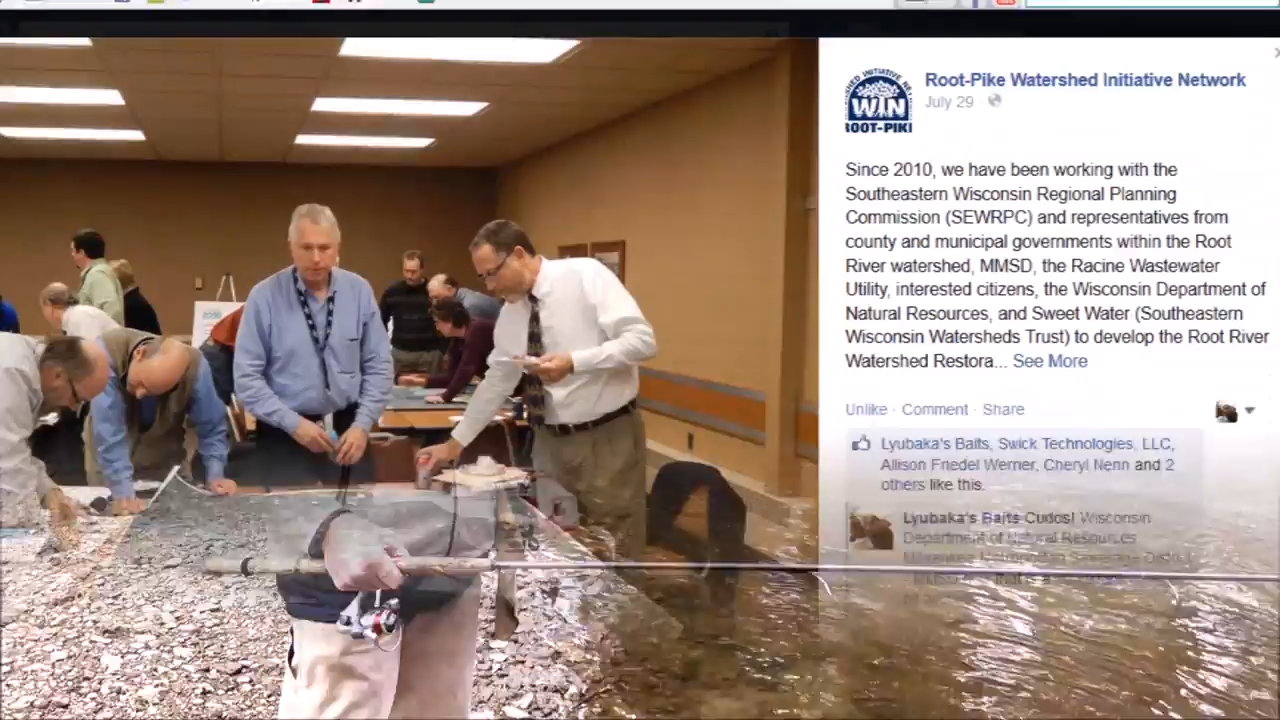 WIN
ROOT-PIKE
Root-Pike Watershed Initiative Network
July 29
Since 2010, we have been working with the
Southeastern Wisconsin Regional Planning
Commission (SEWRPC) and representatives from
county and municipal governments within the Root
River watershed, MMSD, the Racine Wastewater
Utility, interested citizens, the Wisconsin Department of
Natural Resources, and Sweet Water (Southeastern
Wisconsin Watersheds Trust) to develop the Root River
Watershed Restora... See More
Unlike · Comment · Share
Lyubaka's Baits, Swick Technologies, LLC,
Allison Friedel Werner, Cheryl Nenn and 2
others like this.
Lyubaka's Baits Cudos! Wisconsin
Department of Natural Resources